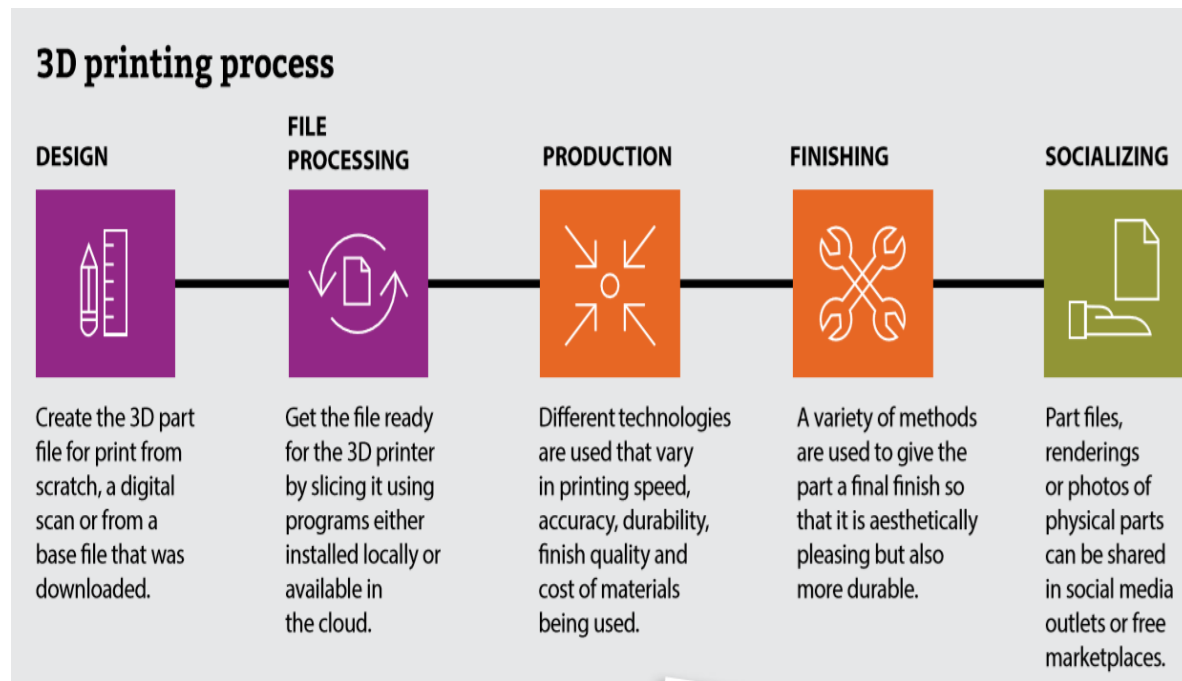 3D printing process
DESIGN
Create the 3D part
file for print from
scratch, a digital
scan or from a
base file that was
downloaded.
FILE
PROCESSING
Get the file ready
for the 3D printer
by slicing it using
programs either
installed locally or
available in
the cloud.
PRODUCTION
Different technologies
are used that vary
in printing speed,
accuracy, durability,
finish quality and
cost of materials
being used.
FINISHING
A variety of methods
are used to give the
part a final finish so
that it is aesthetically
pleasing but also
more durable.
SOCIALIZING
Part files,
renderings
or photos of
physical parts
can be shared
in social media
outlets or free
marketplaces.